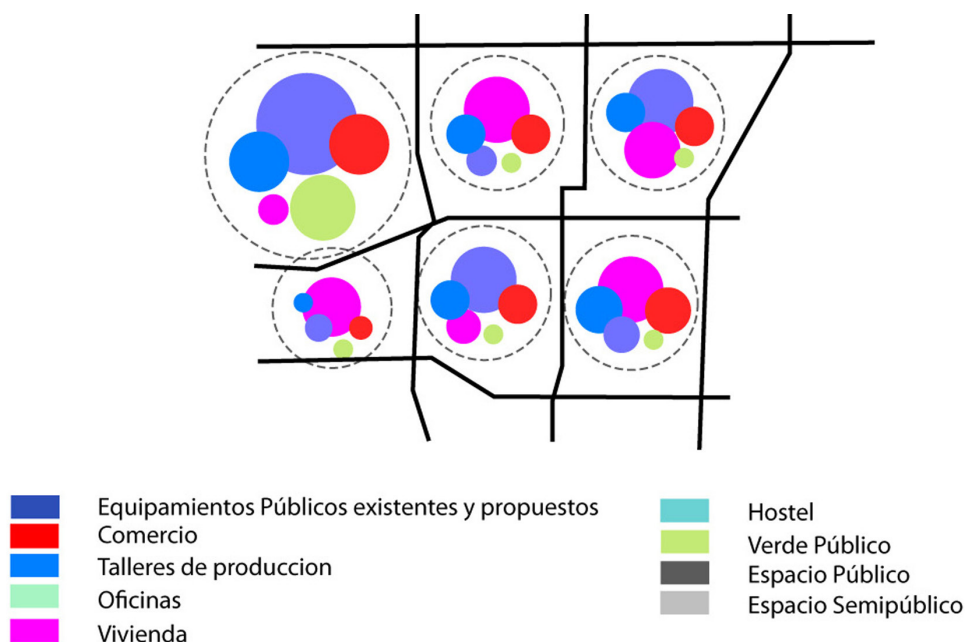 Equipamientos Públicos existentes y propuestos
Comercio
Talleres de produccion
Oficinas
Vivienda
Hostel
Verde Público
Espacio Público
Espacio Semipúblico